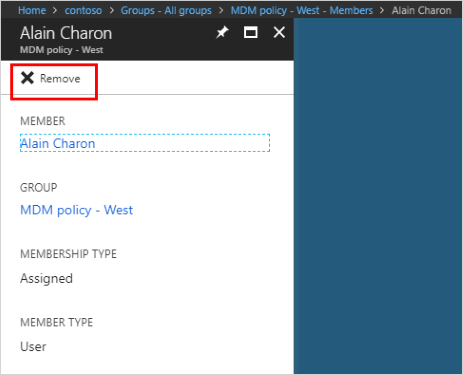 Home > contoso > Groups - All groups > MDM policy - West - Members > Alain Charon
Alain Charon
MDM policy - West
Remove
MEMBER
Alain Charon
GROUP
MDM policy - West
MEMBERSHIP TYPE
Assigned
MEMBER TYPE
User